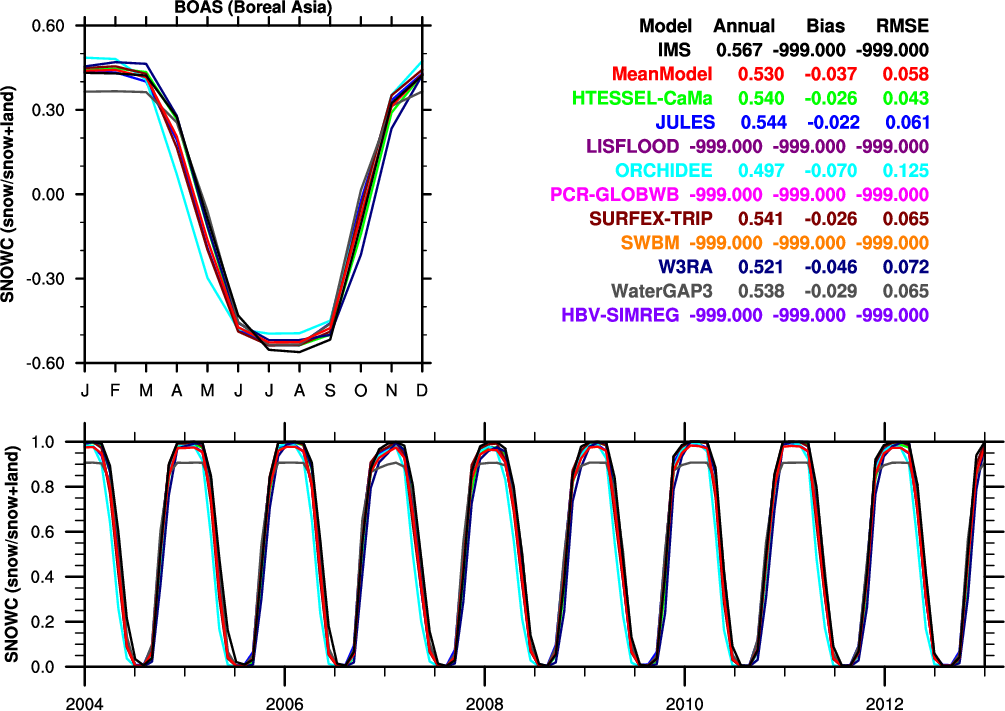 BOAS (Boreal Asia)
SNOWC (snow/snow+land)
0.60
0.30
0.00
-0.30
-0.60
J F M A M J J A S O N D
Model Annual Bias RMSE
IMS 0.567 -999.000 -999.000
MeanModel 0.530 -0.037 0.058
HTESSEL-CaMa 0.540 -0.026 0.043
JULES 0.544 -0.022 0.061
LISFLOOD -999.000 -999.000 -999.000
ORCHIDEE 0.497 -0.070 0.125
PCR-GLOBWB -999.000 -999.000 -999.000
SURFEX-TRIP 0.541 -0.026 0.065
SWBM -999.000 -999.000 -999.000
W3RA 0.521 -0.046 0.072
WaterGAP3 0.538 -0.029 0.065
HBV-SIMREG -999.000 -999.000 -999.000
SNOWC (snow/snow+land)
1.0
0.8
0.6
0.4
0.2
0.0
2004 2006 2008 2010 2012